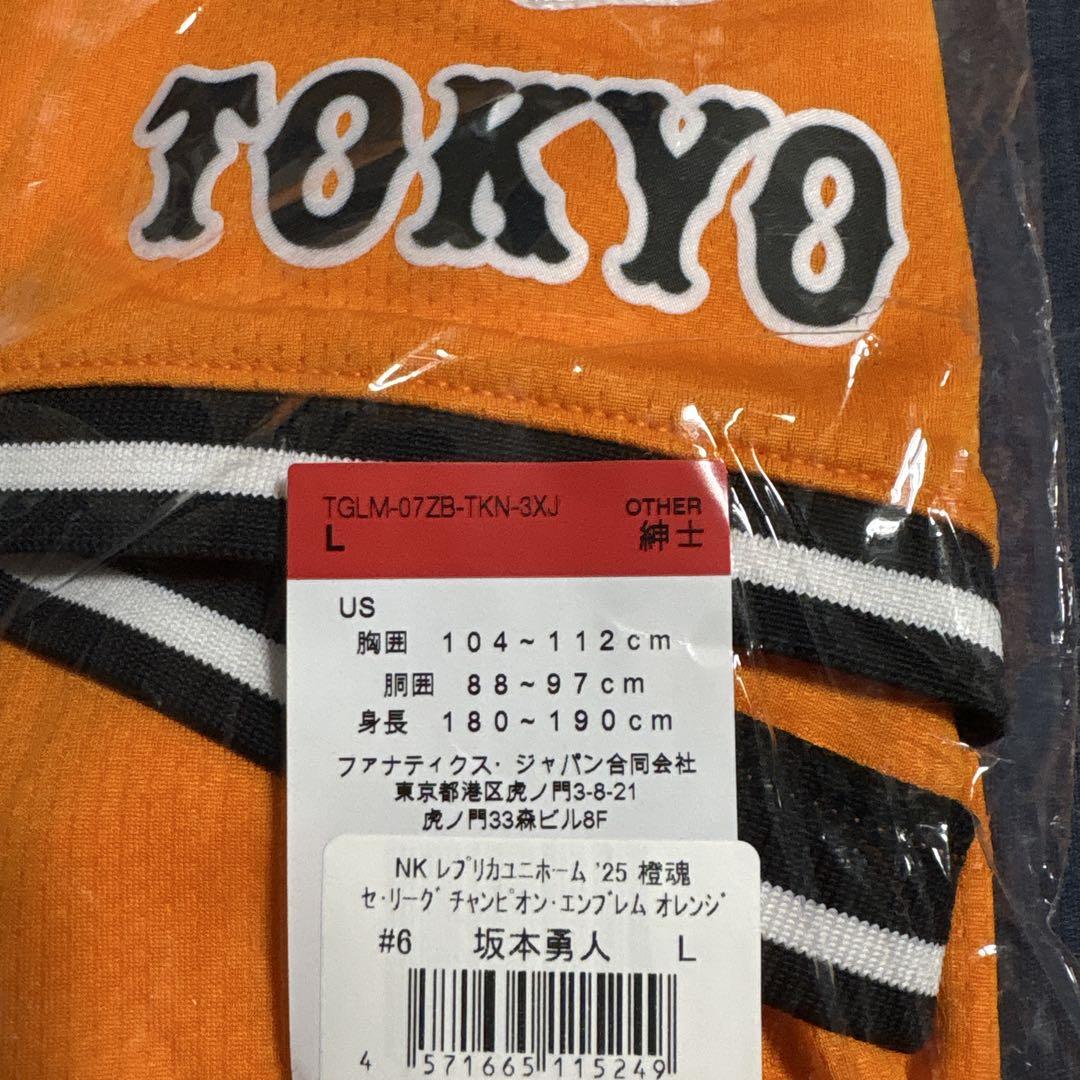 TOKYO
TGLM-07ZB-TKN-3XJ OTHER
L 紳士
US
胸囲 104~112cm
胴囲 88~97cm
身長 180~190cm
ファナティクス・ジャパン合同会社
東京都港区虎ノ門3-8-21
虎ノ門33森ビル8F
NK レプリカユニホーム '25 橙魂
セ・リーグ チャンピオン・エンブレム オレンジ
#6 坂本勇人 L
4 571665 115249